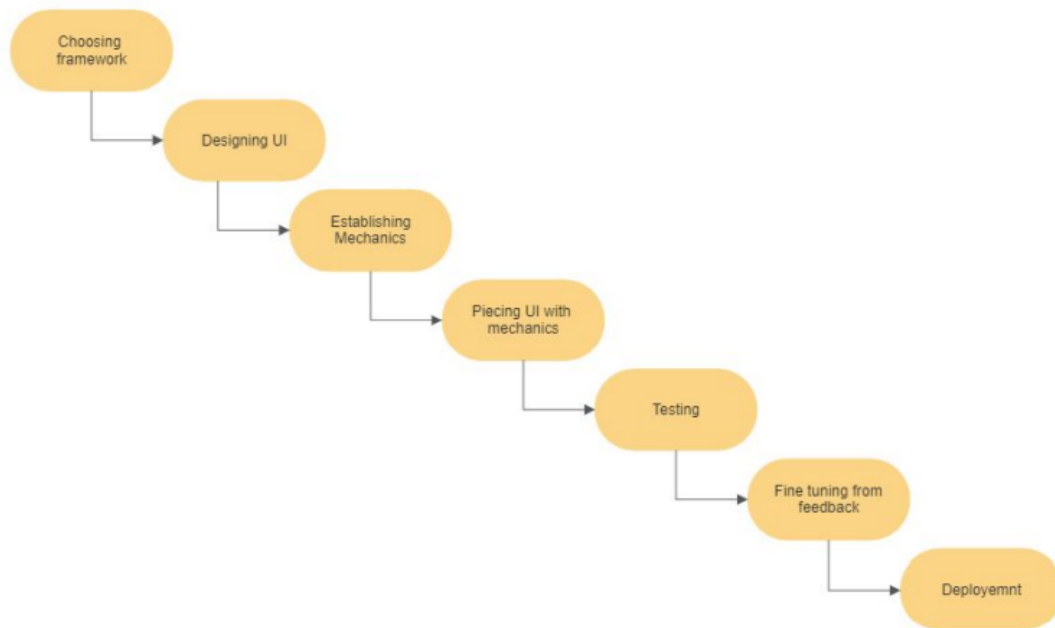 Choosing
framework
Designing UI
Establishing
Mechanics
Piecing UI with
mechanics
Testing
Fine tuning from
feedback
Deployemnt